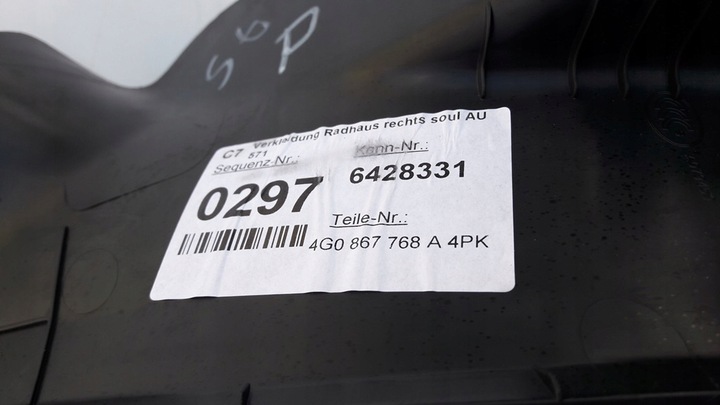 S 6 P
C7 Verkleidung Radhaus rechts soul AU
571
Sequenz-Nr.: Kenn-Nr.:
0297 6428331
Teile-Nr.:
4G0 867 768 A 4PK